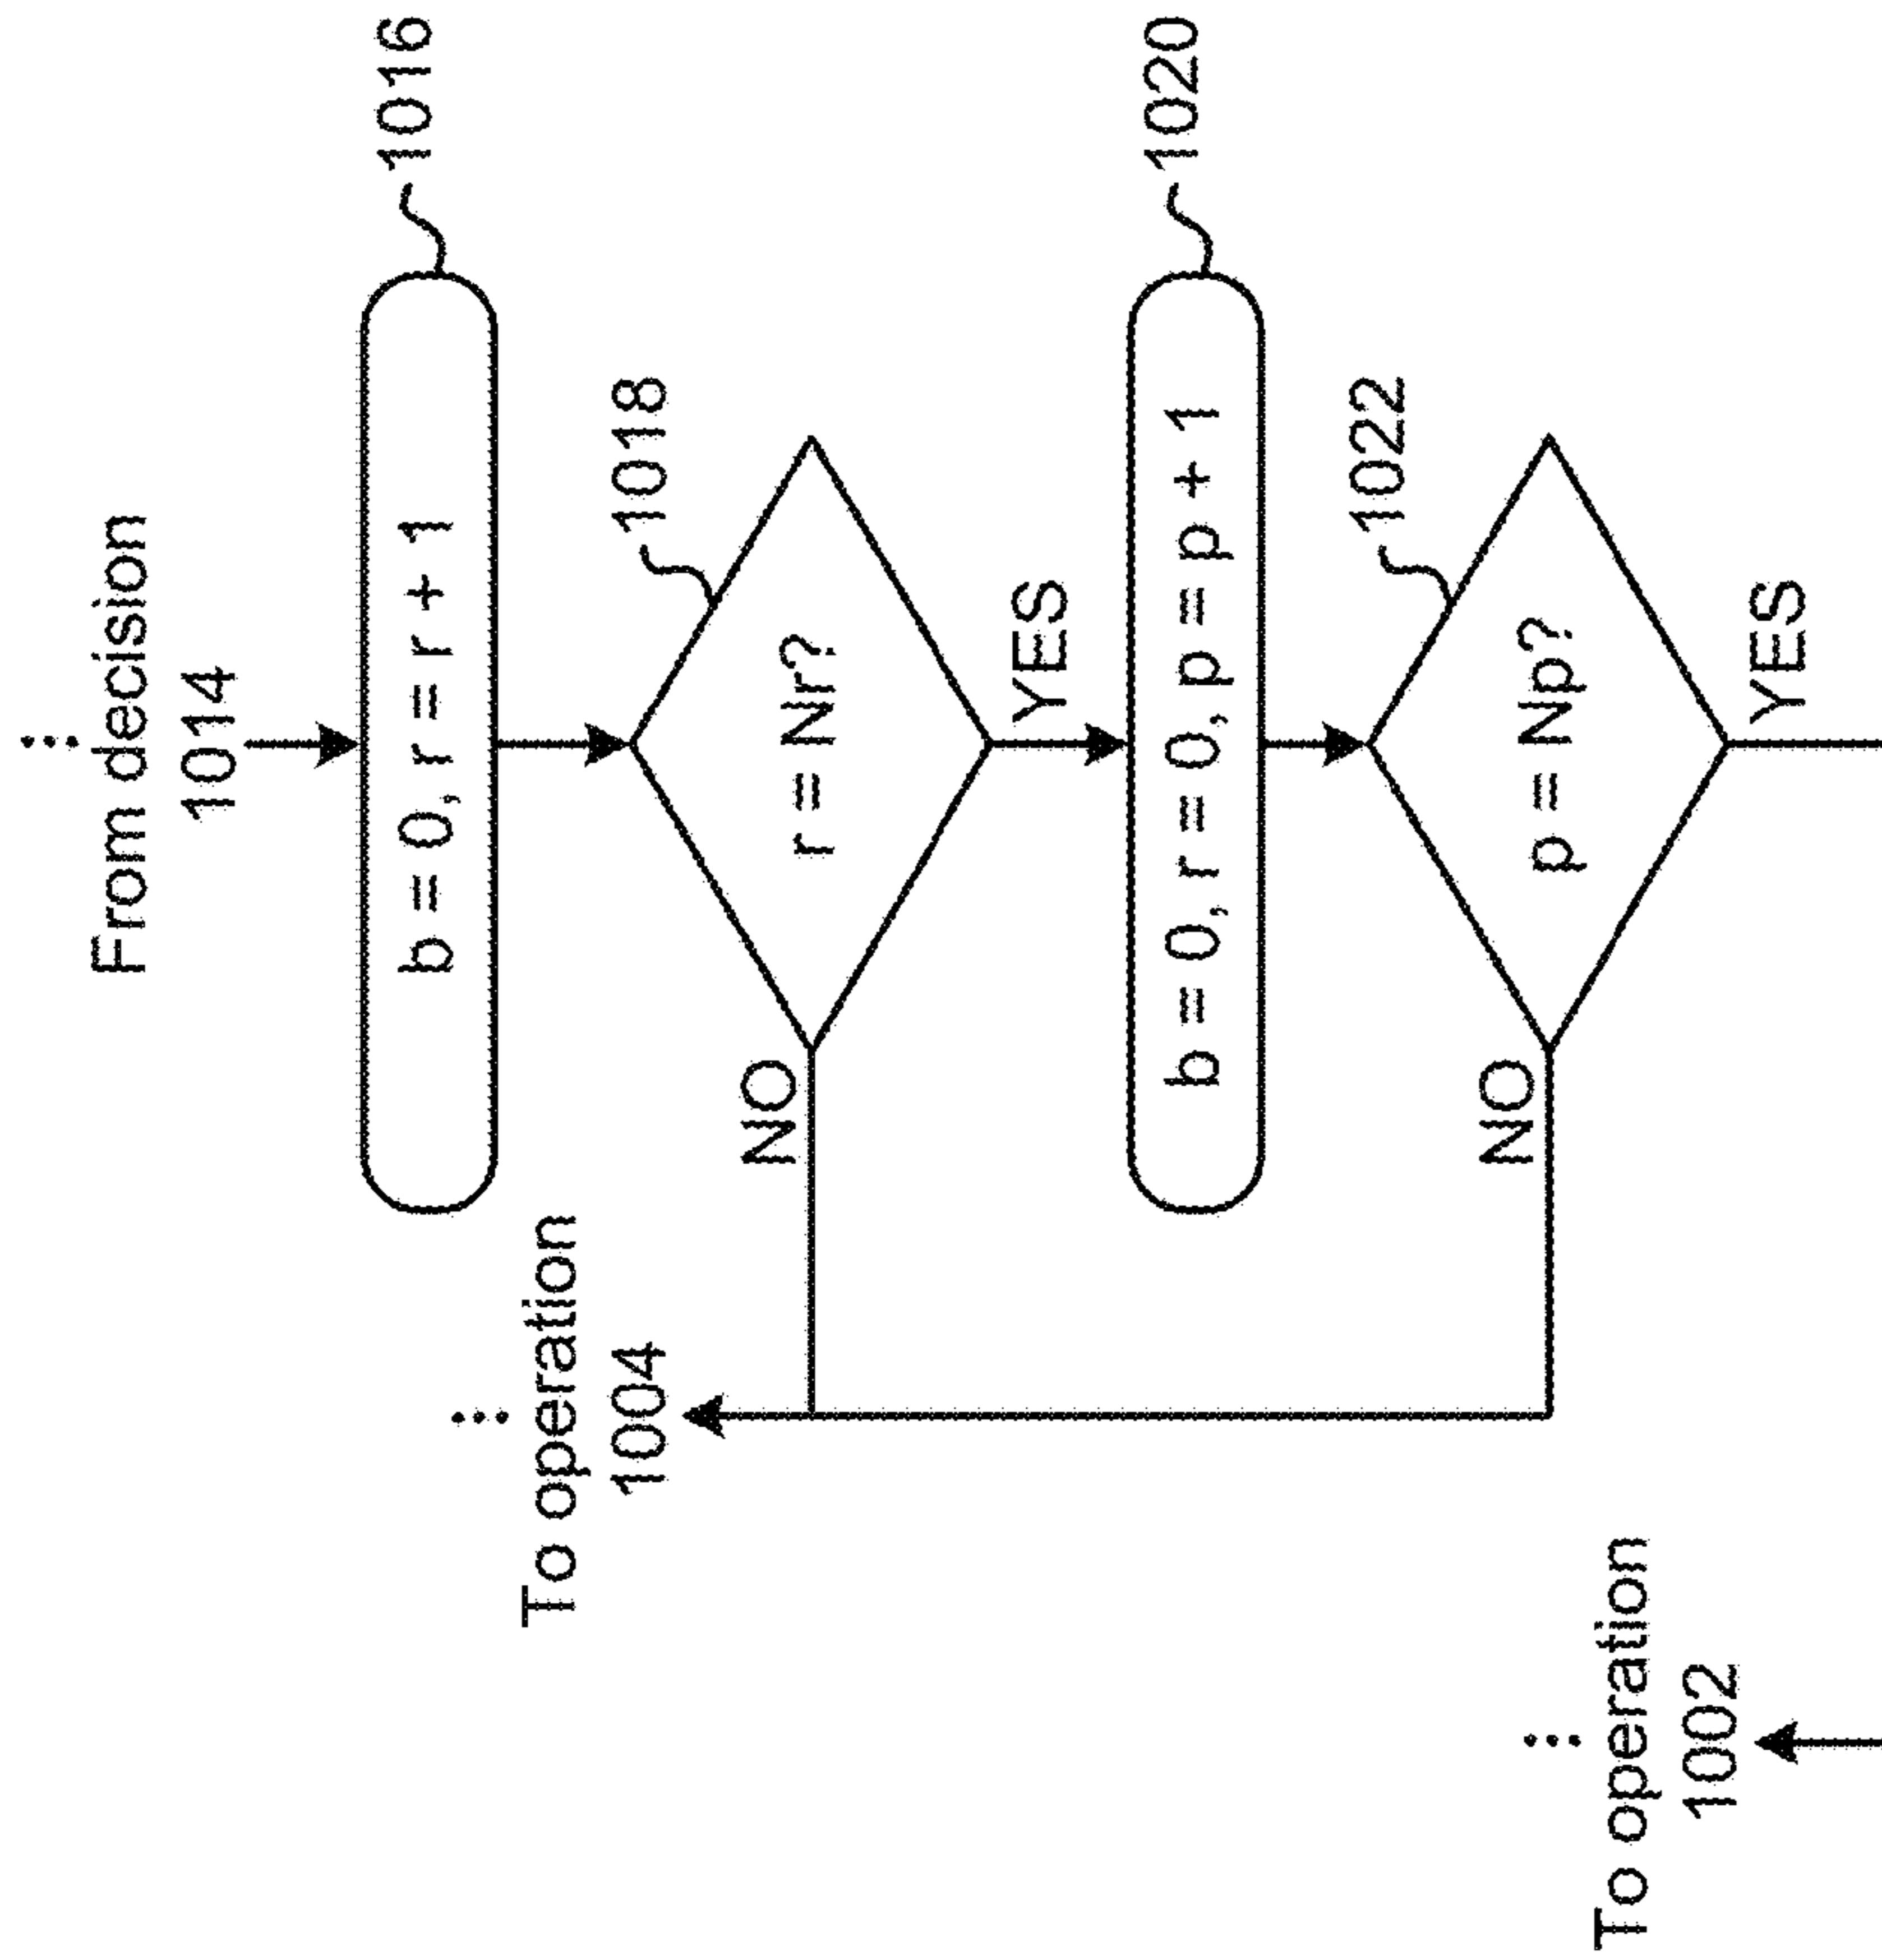 From decision
1014
1016
b = 0, r = r + 1
To operation
1004
1018
r = Nr?
NO
YES
1020
b = 0, r = 0, p = p + 1
1022
p = Np?
NO
YES
To operation
1002